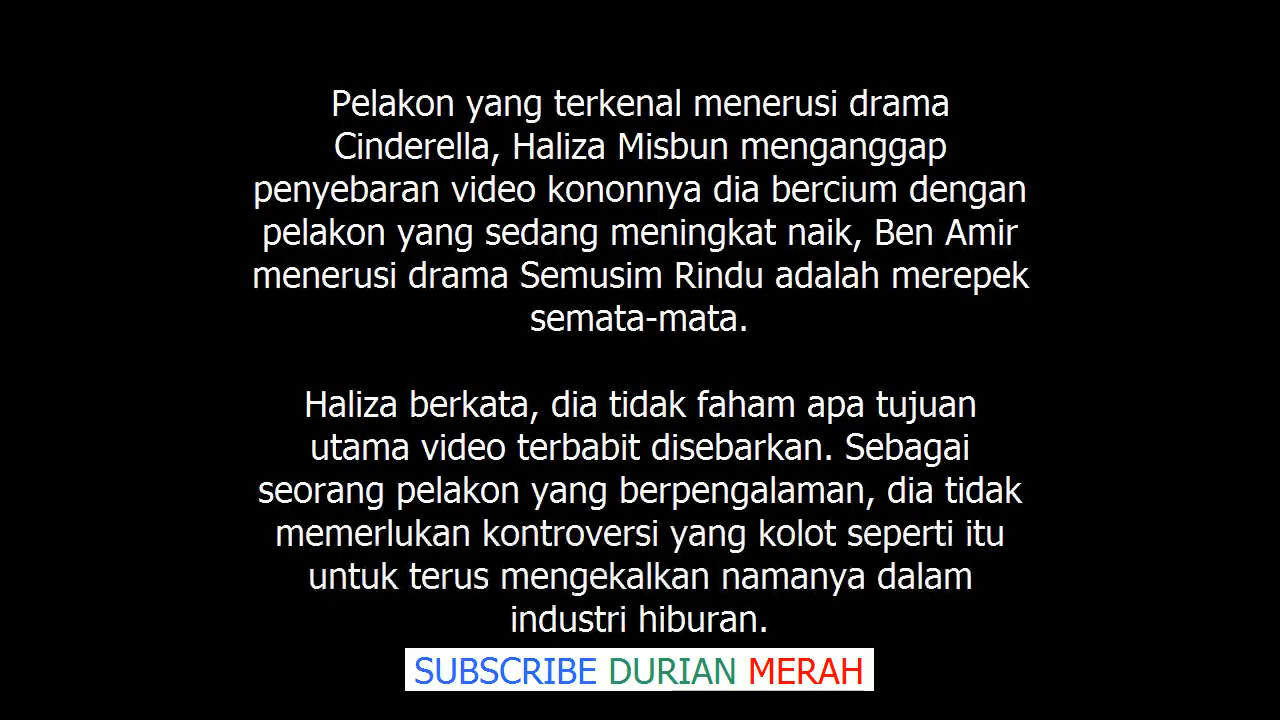 Pelakon yang terkenal menerusi drama
Cinderella, Haliza Misbun menganggap
penyebaran video kononnya dia bercium dengan
pelakon yang sedang meningkat naik, Ben Amir
menerusi drama Semusim Rindu adalah merepek
semata-mata.
Haliza berkata, dia tidak faham apa tujuan
utama video terbabit disebarkan. Sebagai
seorang pelakon yang berpengalaman, dia tidak
memerlukan kontroversi yang kolot seperti itu
untuk terus mengekalkan namanya dalam
industri hiburan.
SUBSCRIBE DURIAN MERAH